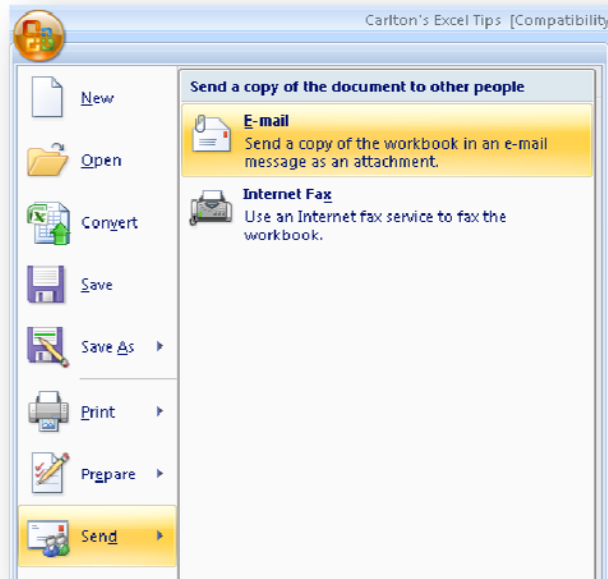 Carlton's Excel Tips [Compatibility
New
Open
Convert
Save
Save As
Print
Prepare
Send
Send a copy of the document to other people
E-mail
Send a copy of the workbook in an e-mail
message as an attachment.
Internet Fax
Use an Internet fax service to fax the
workbook.